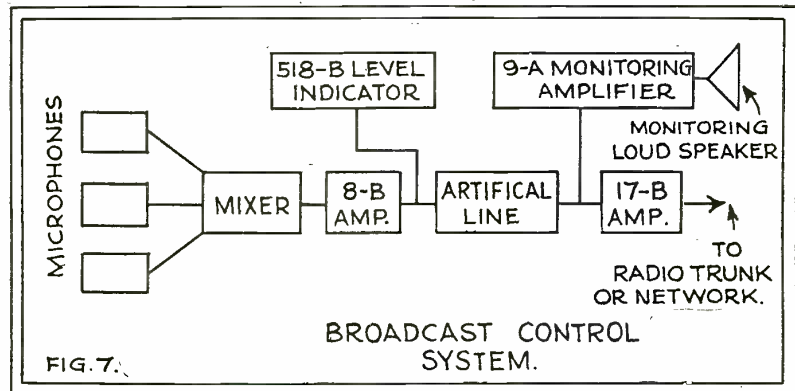 MICROPHONES
518-B LEVEL
INDICATOR
9-A MONITORING
AMPLIFIER
MONITORING
LOUD SPEAKER
MIXER
8-B
AMP.
ARTIFICAL
LINE
17-B
AMP.
TO
RADIO TRUNK
OR NETWORK.
BROADCAST CONTROL
SYSTEM.
FIG.7.